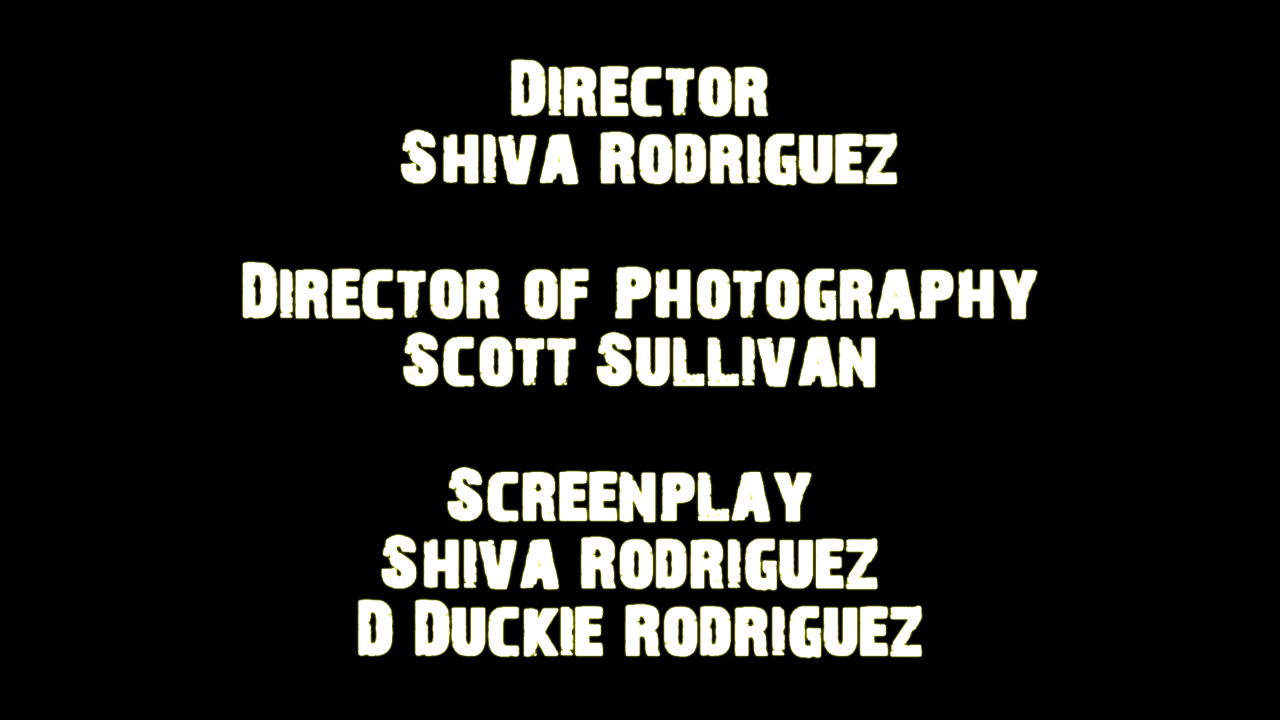 Director
Shiva Rodriguez
Director of Photography
Scott Sullivan
Screenplay
Shiva Rodriguez
D Duckie Rodriguez